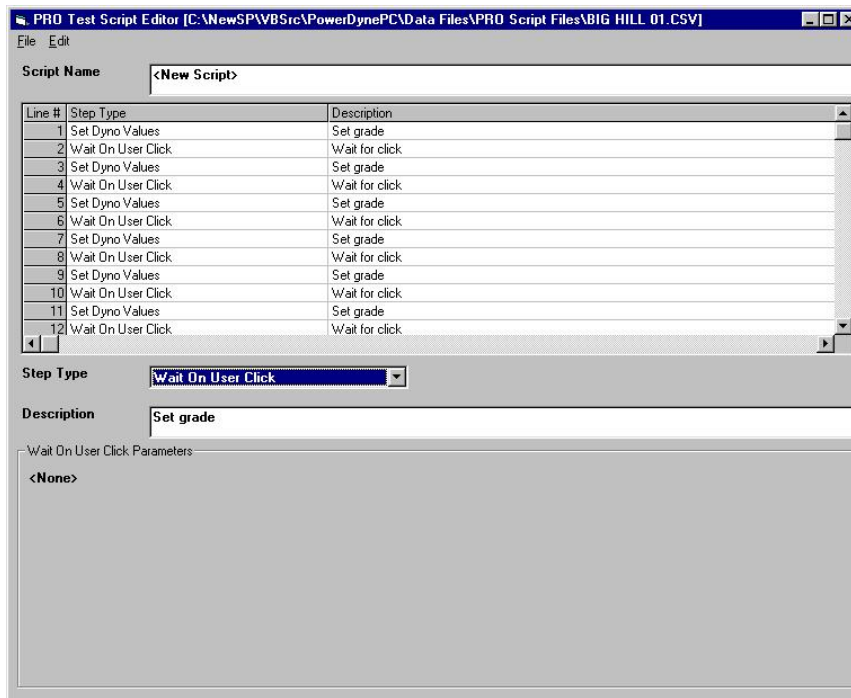 PRO Test Script Editor [C:\NewSP\VBSrc\PowerDynePC\Data Files\PRO Script Files\BIG HILL 01.CSV]
File Edit
Script Name <New Script>
Line # Step Type Description
1 Set Dyno Values Set grade
2 Wait On User Click Wait for click
3 Set Dyno Values Set grade
4 Wait On User Click Wait for click
5 Set Dyno Values Set grade
6 Wait On User Click Wait for click
7 Set Dyno Values Set grade
8 Wait On User Click Wait for click
9 Set Dyno Values Set grade
10 Wait On User Click Wait for click
11 Set Dyno Values Set grade
12 Wait On User Click Wait for click
Step Type Wait On User Click
Description Set grade
Wait On User Click Parameters
<None>